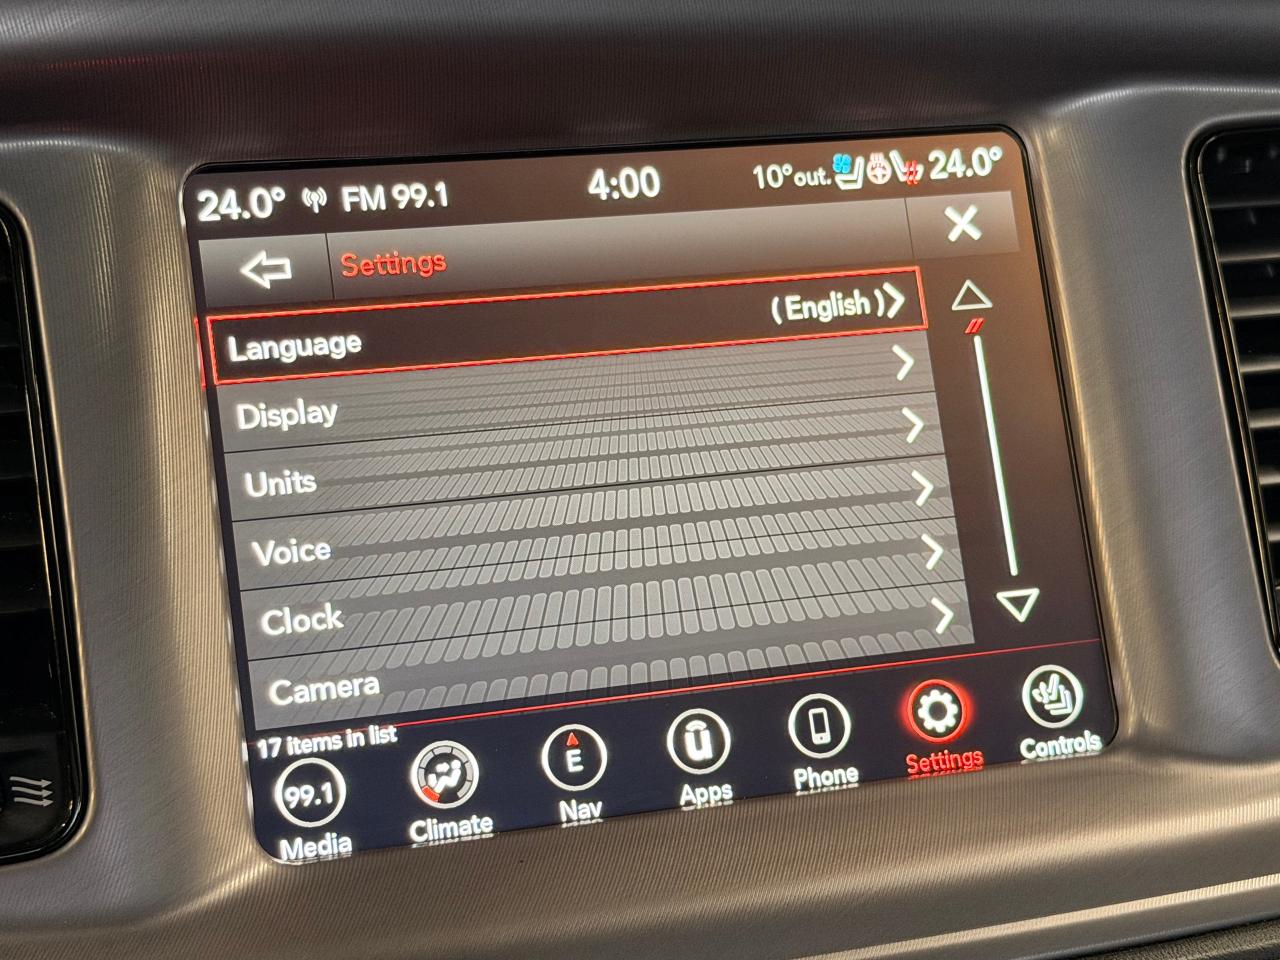 24.0° FM 99.1 4:00 10° out. 24.0°
Settings
Language (English)
Display
Units
Voice
Clock
Camera
17 items in list
99.1 E u
Media Climate Nav Apps Phone Settings Controls